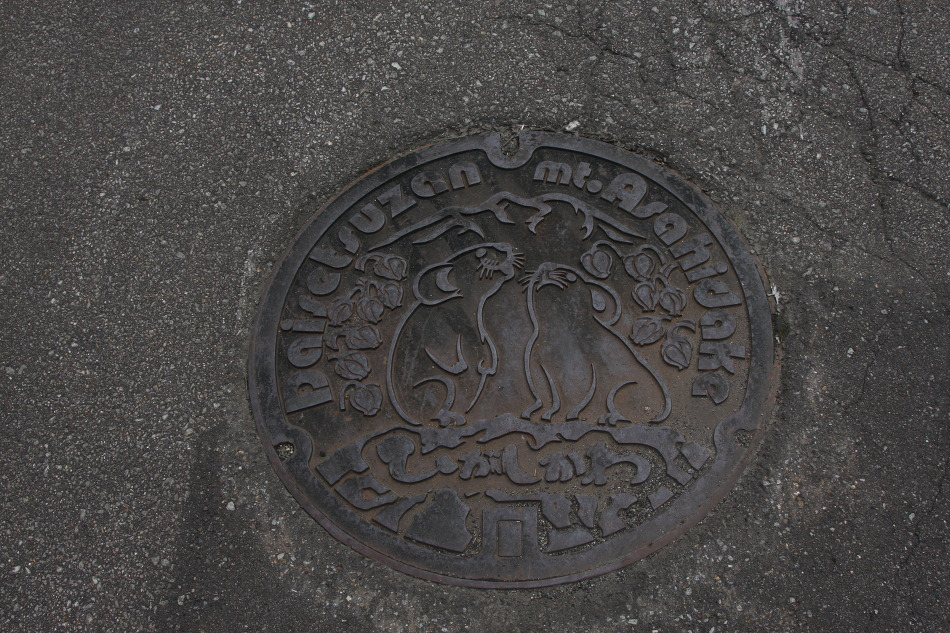 Daisetsuzan
mt. Asahidake
ひがしかわ